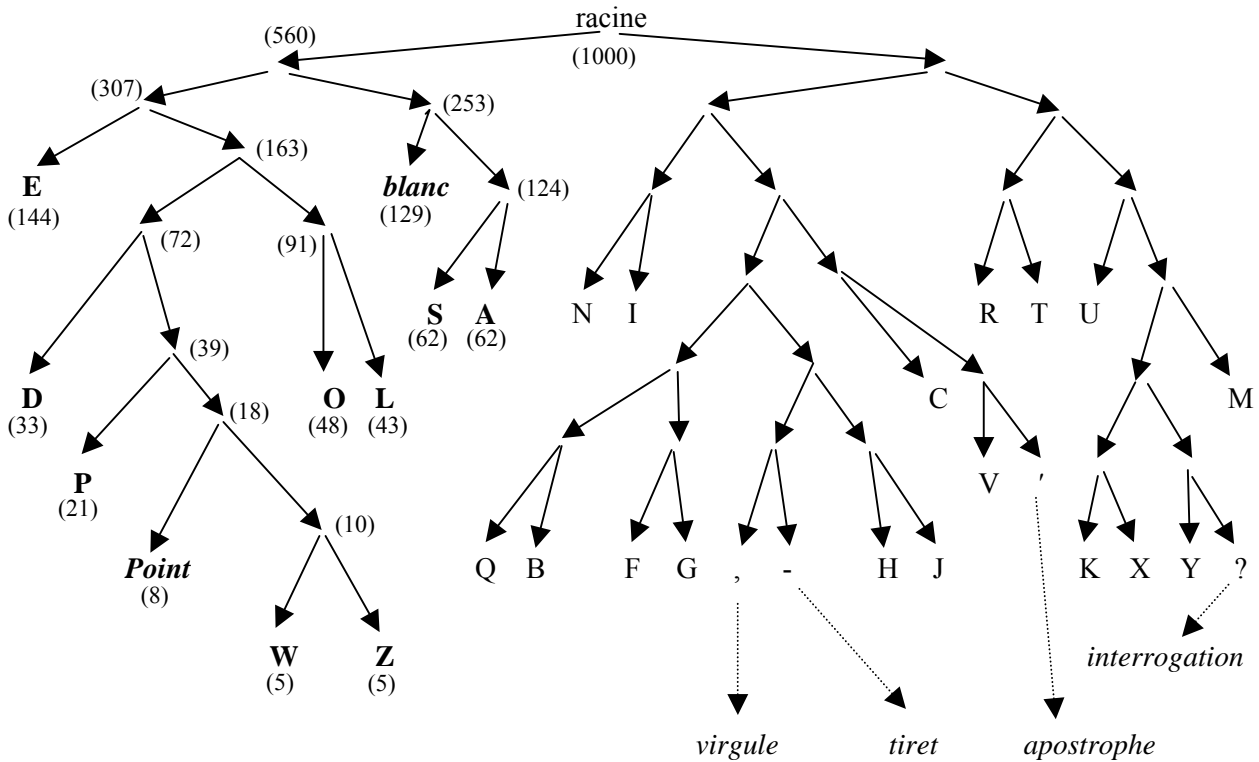 racine
(560) (1000)
(307) (253)
(163)
E blanc (124)
(144) (129)
(72) (91)
S A N I R T U
(62) (62)
(39)
D O L C M
(33) (18) (48) (43)
P V '
(21)
(10)
Point Q B F G , - H J K X Y ?
(8)
W Z interrogation
(5) (5)
virgule tiret apostrophe